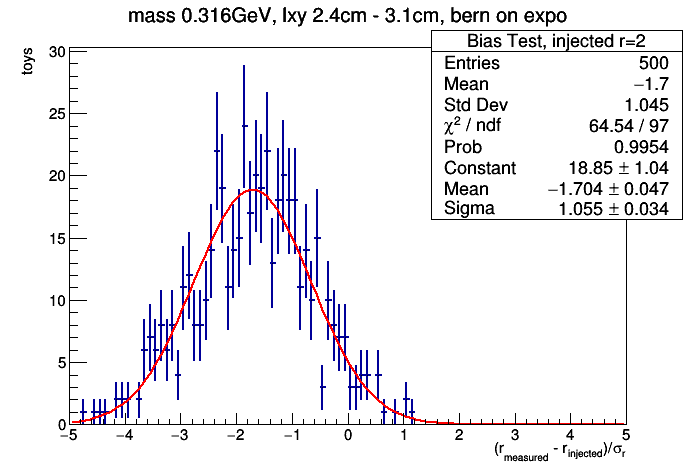 mass 0.316GeV, lxy 2.4cm - 3.1cm, bern on expo
toys
Bias Test, injected r=2
Entries 500
Mean −1.7
Std Dev 1.045
χ² / ndf 64.54 / 97
Prob 0.9954
Constant 18.85 ± 1.04
Mean −1.704 ± 0.047
Sigma 1.055 ± 0.034
30
25
20
15
10
5
0
−5 −4 −3 −2 −1 0 1 2 3 4 5
(r_measured - r_injected)/σ_r